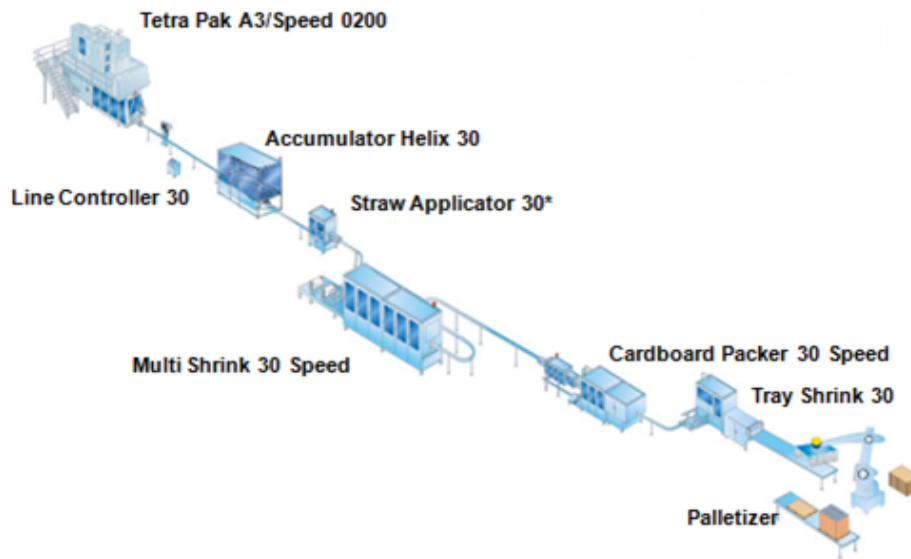 Tetra Pak A3/Speed 0200
Accumulator Helix 30
Line Controller 30
Straw Applicator 30*
Multi Shrink 30 Speed
Cardboard Packer 30 Speed
Tray Shrink 30
Palletizer